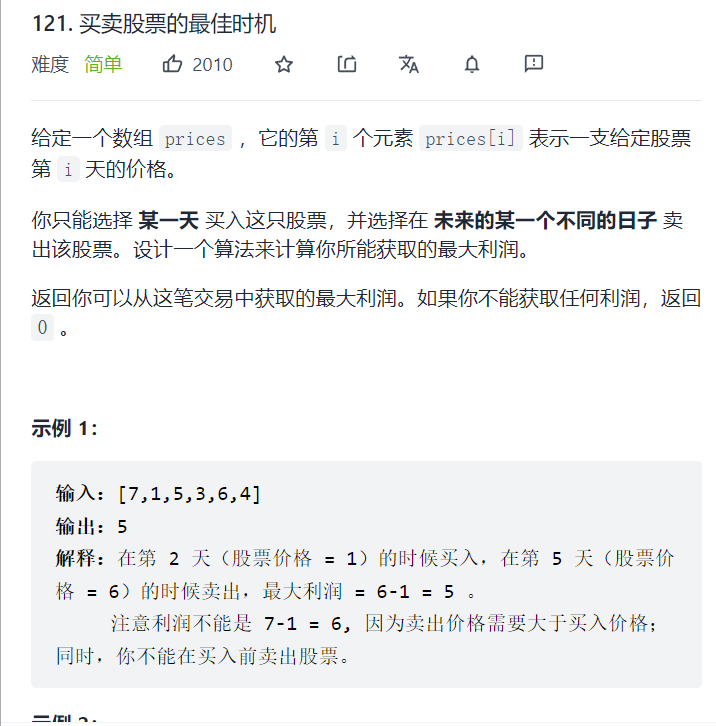 121. 买卖股票的最佳时机
难度 简单 2010
给定一个数组 prices ，它的第 i 个元素 prices[i] 表示一支给定股票
第 i 天的价格。
你只能选择 某一天 买入这只股票，并选择在 未来的某一个不同的日子 卖
出该股票。设计一个算法来计算你所能获取的最大利润。
返回你可以从这笔交易中获取的最大利润。如果你不能获取任何利润，返回
0 。
示例 1：
输入：[7,1,5,3,6,4]
输出：5
解释：在第 2 天（股票价格 = 1）的时候买入，在第 5 天（股票价
格 = 6）的时候卖出，最大利润 = 6-1 = 5 。
注意利润不能是 7-1 = 6, 因为卖出价格需要大于买入价格；
同时，你不能在买入前卖出股票。
示例 2：